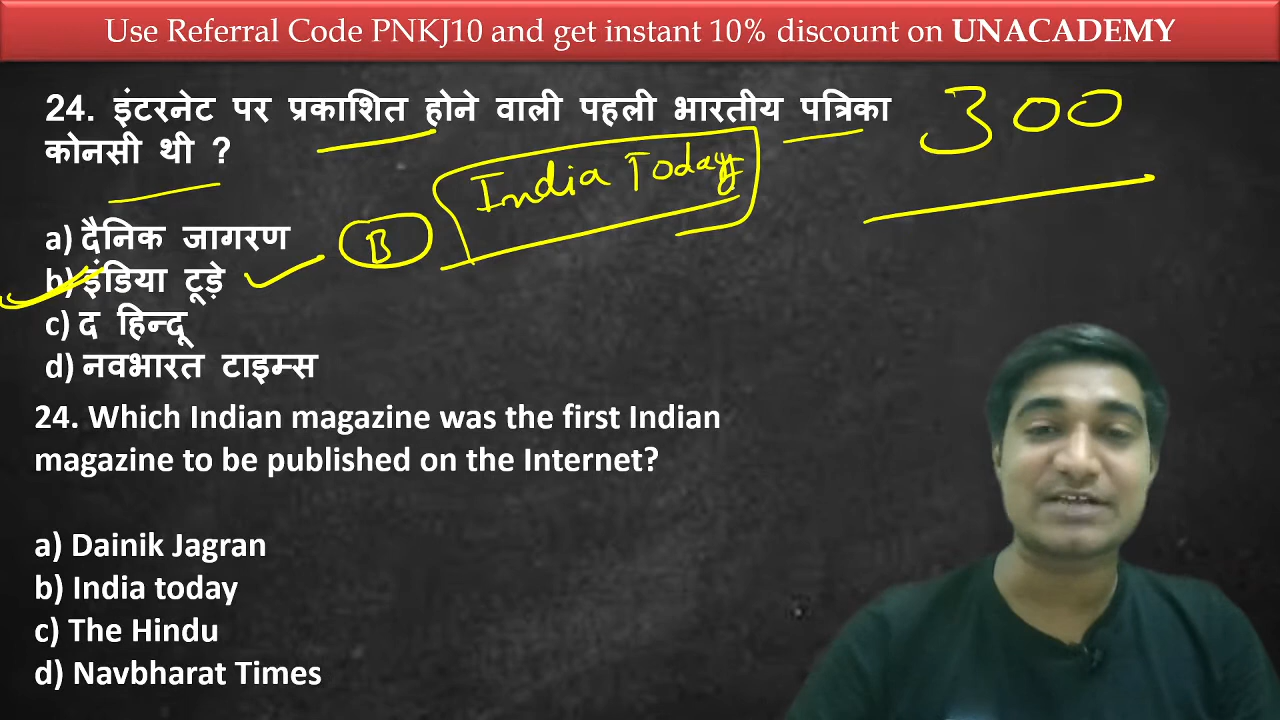 Use Referral Code PNKJ10 and get instant 10% discount on UNACADEMY
24. इंटरनेट पर प्रकाशित होने वाली पहली भारतीय पत्रिका
कोनसी थी ?
300
India Today
a) दैनिक जागरण
B
b) इंडिया टूड़े
c) द हिन्दू
d) नवभारत टाइम्स
24. Which Indian magazine was the first Indian
magazine to be published on the Internet?
a) Dainik Jagran
b) India today
c) The Hindu
d) Navbharat Times